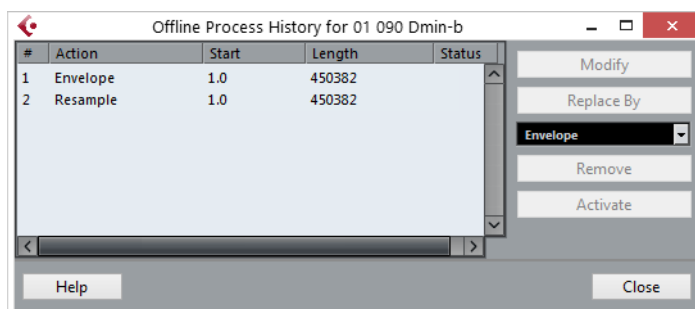 Offline Process History for 01 090 Dmin-b
# Action Start Length Status
1 Envelope 1.0 450382
2 Resample 1.0 450382
Modify
Replace By
Envelope
Remove
Activate
Help
Close